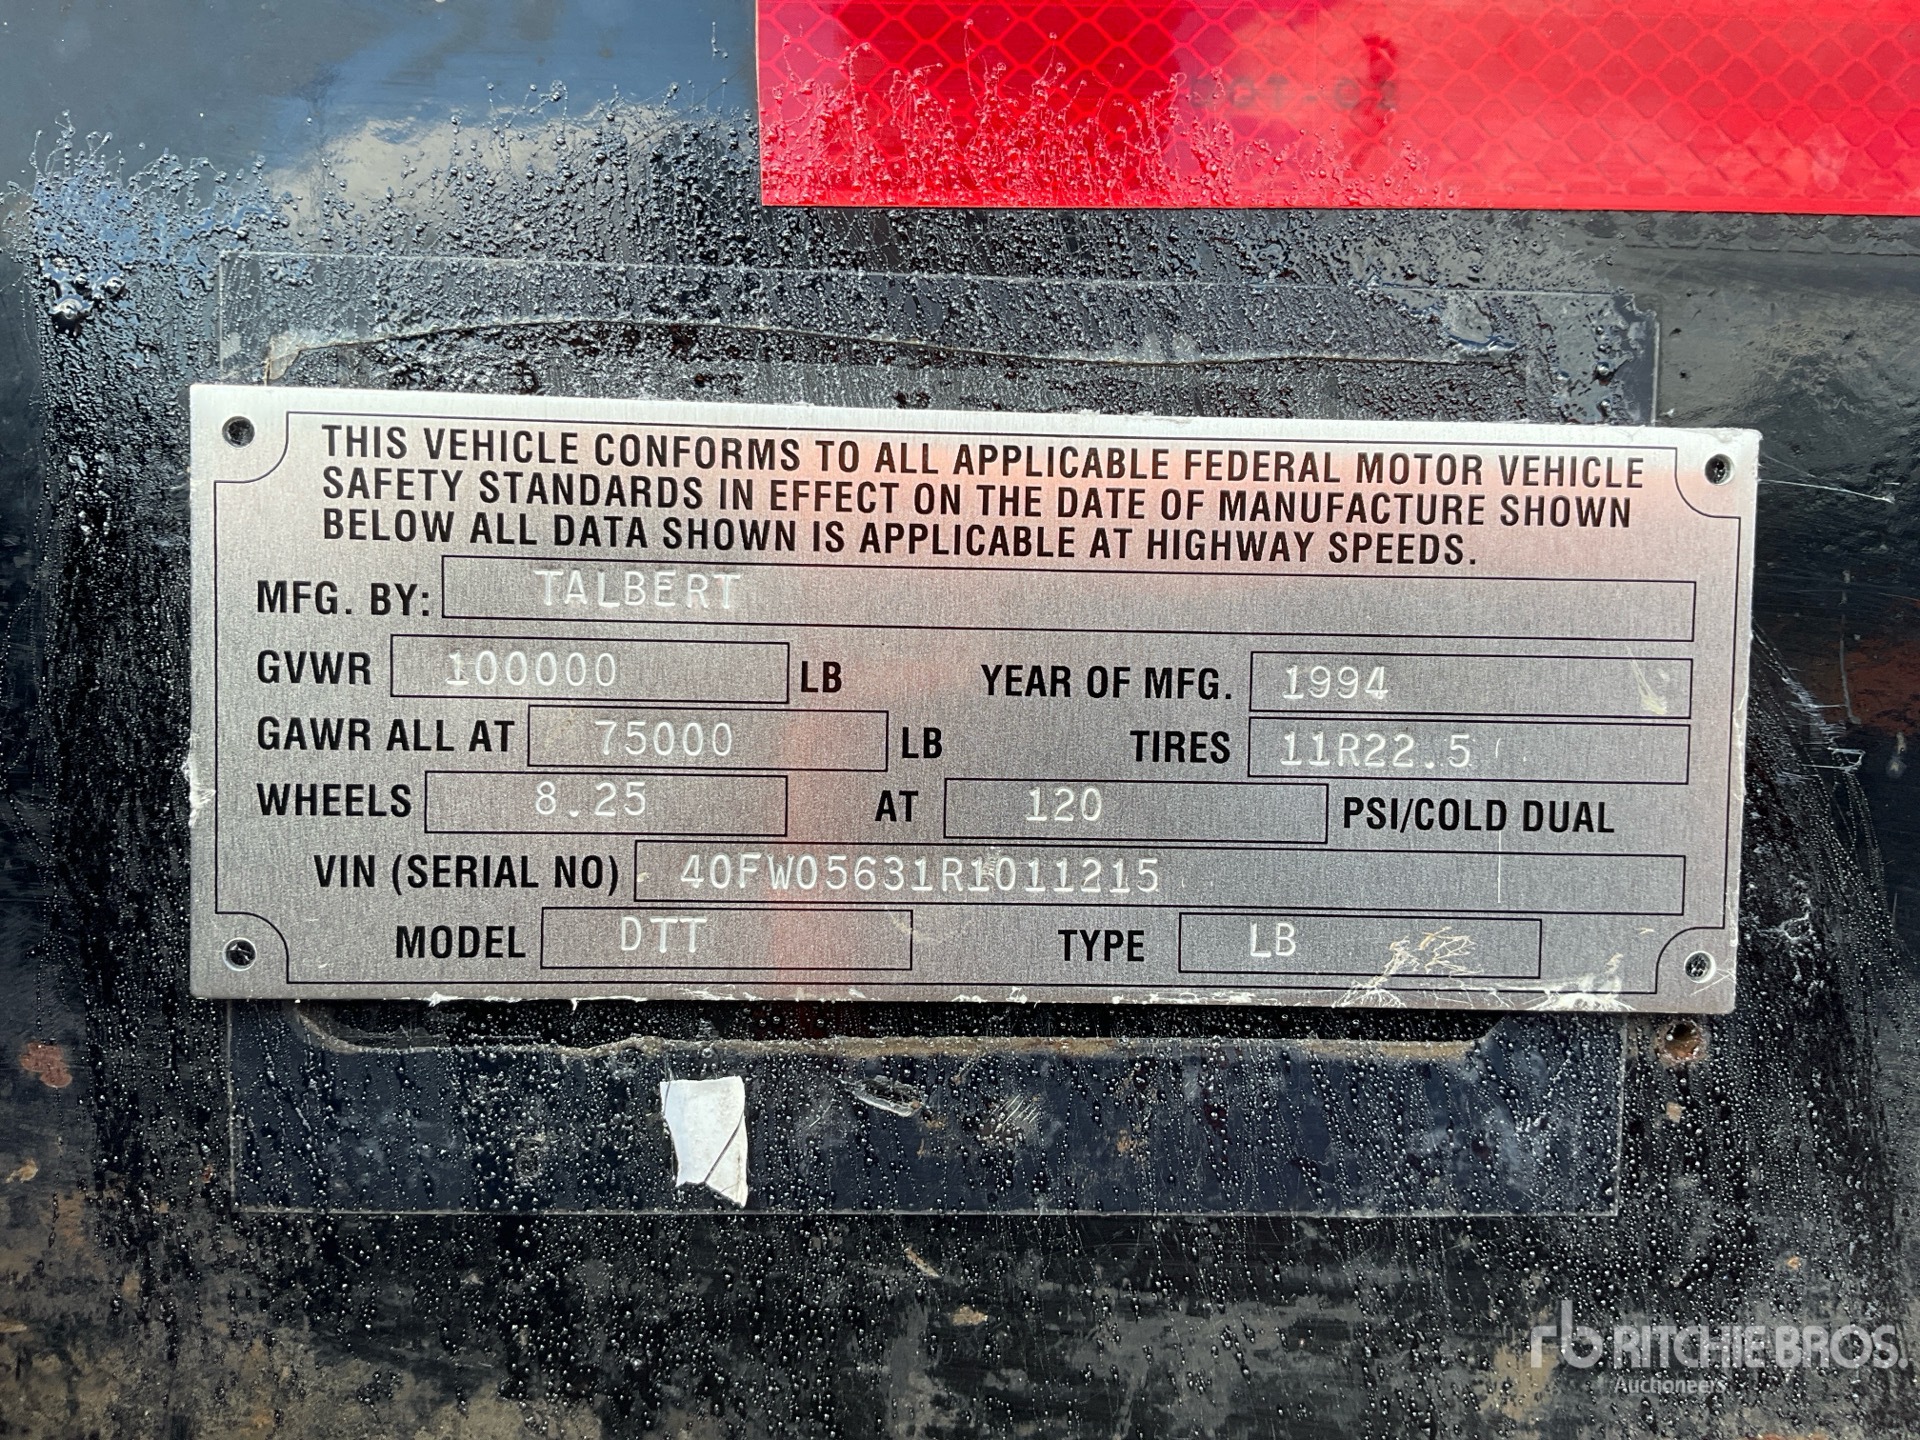 DOT-C2
THIS VEHICLE CONFORMS TO ALL APPLICABLE FEDERAL MOTOR VEHICLE
SAFETY STANDARDS IN EFFECT ON THE DATE OF MANUFACTURE SHOWN
BELOW ALL DATA SHOWN IS APPLICABLE AT HIGHWAY SPEEDS.
MFG. BY: TALBERT
GVWR 100000 LB YEAR OF MFG. 1994
GAWR ALL AT 75000 LB TIRES 11R22.5
WHEELS 8.25 AT 120 PSI/COLD DUAL
VIN (SERIAL NO) 40FW05631R1011215
MODEL DTT TYPE LB
rb RITCHIE BROS.
Auctioneers